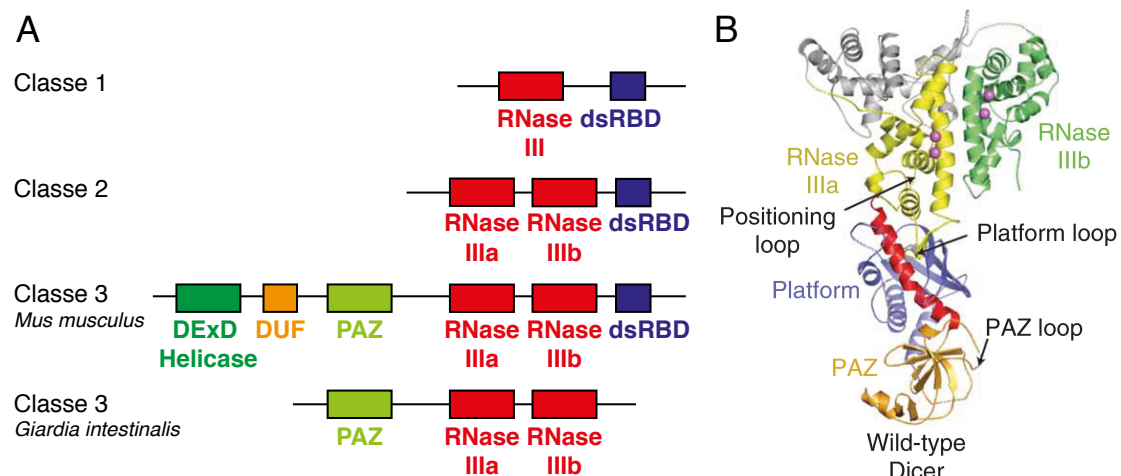 A
Classe 1
RNase dsRBD
III
Classe 2
RNase RNase dsRBD
IIIa IIIb
Classe 3
Mus musculus
DExD DUF PAZ RNase RNase dsRBD
Helicase IIIa IIIb
Classe 3
Giardia intestinalis
PAZ RNase RNase
IIIa IIIb
B
RNase
IIIb
RNase
IIIa
Positioning
loop
Platform loop
Platform
PAZ loop
PAZ
Wild-type
Dicer